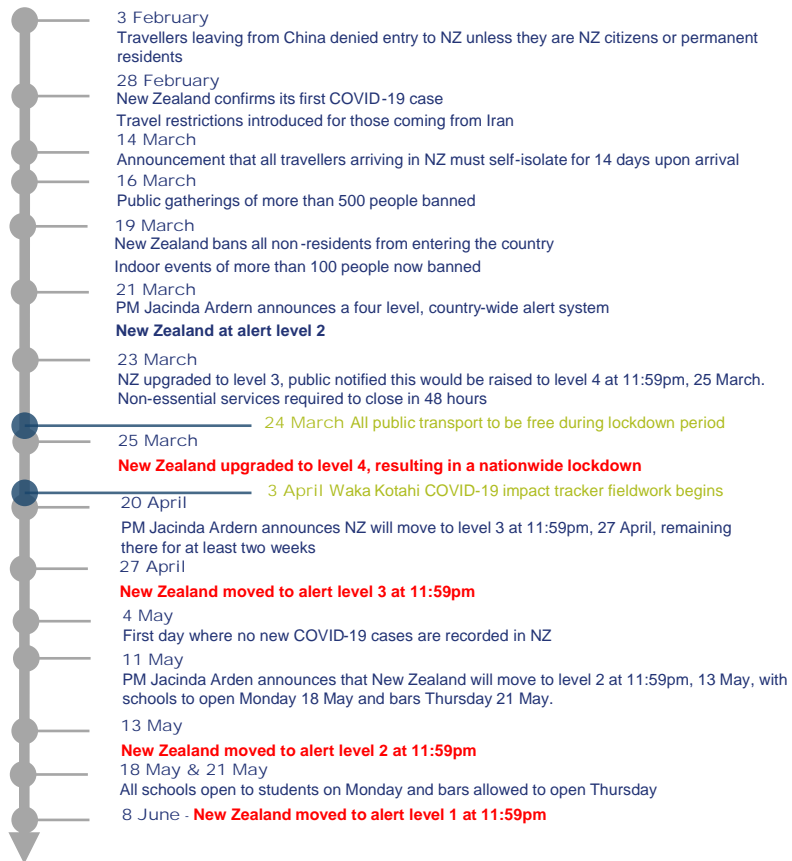 3 February
Travellers leaving from China denied entry to NZ unless they are NZ citizens or permanent
residents
28 February
New Zealand confirms its first COVID-19 case
Travel restrictions introduced for those coming from Iran
14 March
Announcement that all travellers arriving in NZ must self-isolate for 14 days upon arrival
16 March
Public gatherings of more than 500 people banned
19 March
New Zealand bans all non-residents from entering the country
Indoor events of more than 100 people now banned
21 March
PM Jacinda Ardern announces a four level, country-wide alert system
New Zealand at alert level 2
23 March
NZ upgraded to level 3, public notified this would be raised to level 4 at 11:59pm, 25 March.
Non-essential services required to close in 48 hours
24 March All public transport to be free during lockdown period
25 March
New Zealand upgraded to level 4, resulting in a nationwide lockdown
3 April Waka Kotahi COVID-19 impact tracker fieldwork begins
20 April
PM Jacinda Ardern announces NZ will move to level 3 at 11:59pm, 27 April, remaining
there for at least two weeks
27 April
New Zealand moved to alert level 3 at 11:59pm
4 May
First day where no new COVID-19 cases are recorded in NZ
11 May
PM Jacinda Arden announces that New Zealand will move to level 2 at 11:59pm, 13 May, with
schools to open Monday 18 May and bars Thursday 21 May.
13 May
New Zealand moved to alert level 2 at 11:59pm
18 May & 21 May
All schools open to students on Monday and bars allowed to open Thursday
8 June - New Zealand moved to alert level 1 at 11:59pm